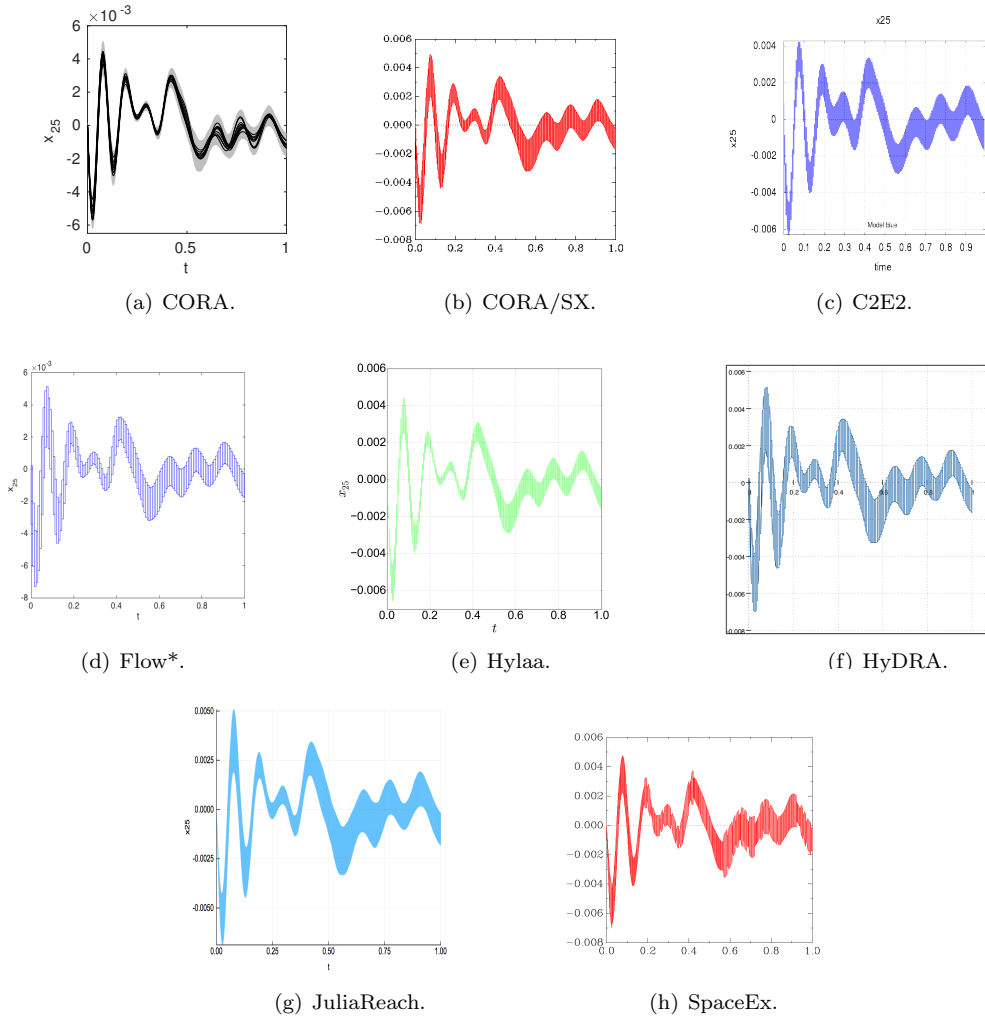 ×10⁻³
6
4
2
0
-2
-4
-6
x₂₅
0 0.5 1
t
(a) CORA.
0.006
0.004
0.002
0.000
−0.002
−0.004
−0.006
−0.008
0.0 0.2 0.4 0.6 0.8 1.0
(b) CORA/SX.
x25
0.004
0.002
0
-0.002
-0.004
-0.006
x25
Model.blue
0 0.1 0.2 0.3 0.4 0.5 0.6 0.7 0.8 0.9
time
(c) C2E2.
×10⁻³
6
4
2
0
-2
-4
-6
-8
x₂₅
0 0.2 0.4 0.6 0.8 1
t
(d) Flow*.
0.006
0.004
0.002
0.000
−0.002
−0.004
−0.006
x₂₅
0.0 0.2 0.4 0.6 0.8 1.0
t
(e) Hylaa.
0.006
0.004
0.002
0
0 0.2 0.4 0.6 0.8 1
-0.002
-0.004
-0.006
-0.008
(f) HyDRA.
0.0050
0.0025
0.0000
-0.0025
-0.0050
x25
0.00 0.25 0.50 0.75 1.00
t
(g) JuliaReach.
0.006
0.004
0.002
0.000
−0.002
−0.004
−0.006
−0.008
0.0 0.2 0.4 0.6 0.8 1.0
(h) SpaceEx.